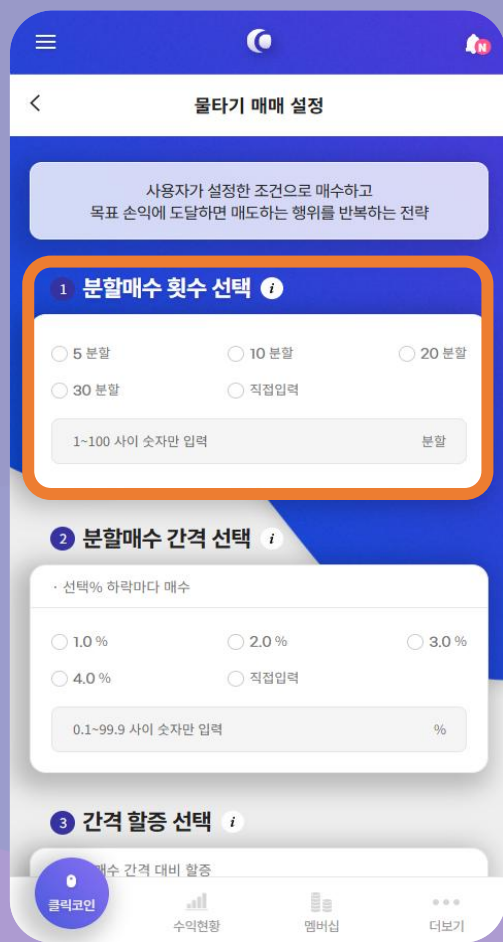 N
물타기 매매 설정
사용자가 설정한 조건으로 매수하고
목표 손익에 도달하면 매도하는 행위를 반복하는 전략
1 분할매수 횟수 선택 i
5 분할 10 분할 20 분할
30 분할 직접입력
1~100 사이 숫자만 입력 분할
2 분할매수 간격 선택 i
· 선택% 하락마다 매수
1.0 % 2.0 % 3.0 %
4.0 % 직접입력
0.1~99.9 사이 숫자만 입력 %
3 간격 할증 선택 i
매수 간격 대비 할증
클릭코인 수익현황 멤버십 더보기